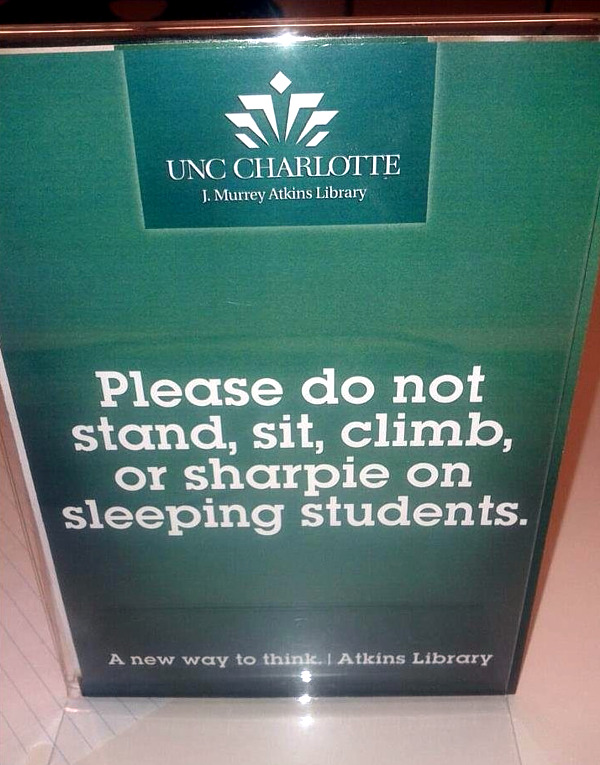 UNC CHARLOTTE
J. Murrey Atkins Library
Please do not
stand, sit, climb,
or sharpie on
sleeping students.
A new way to think. | Atkins Library